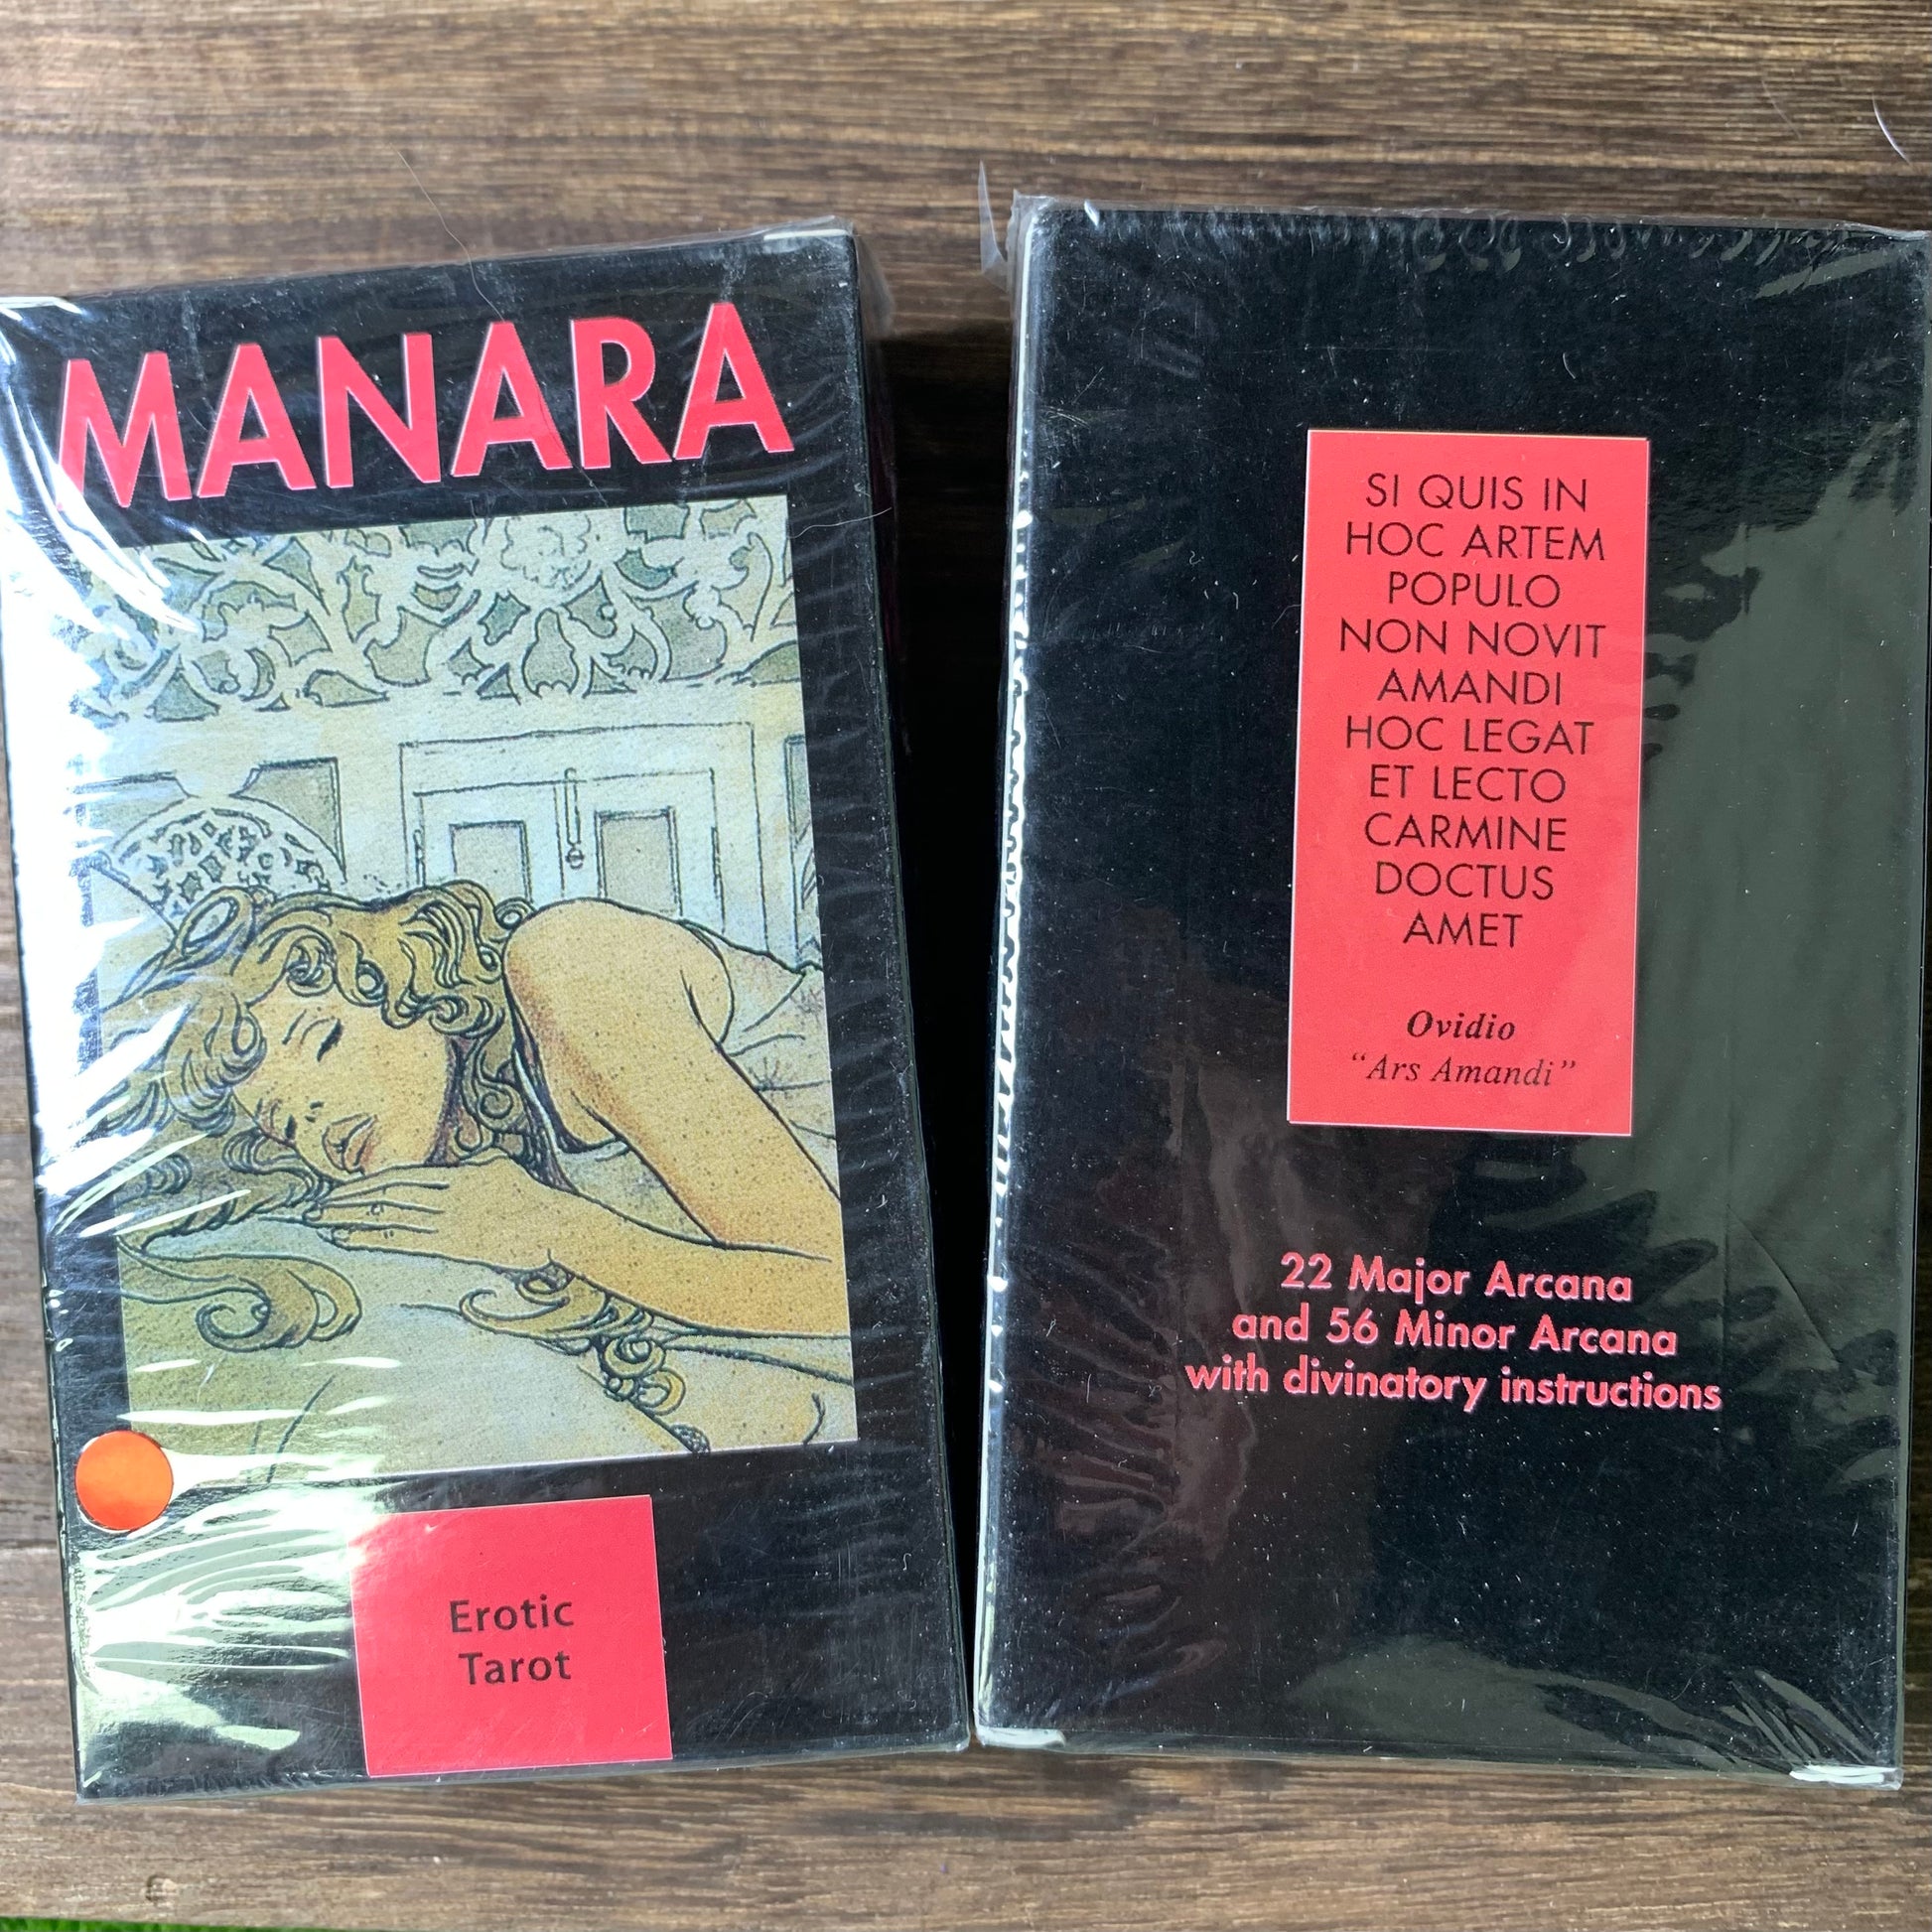 MANARA
Erotic
Tarot
SI QUIS IN
HOC ARTEM
POPULO
NON NOVIT
AMANDI
HOC LEGAT
ET LECTO
CARMINE
DOCTUS
AMET
Ovidio
“Ars Amandi”
22 Major Arcana
and 56 Minor Arcana
with divinatory instructions